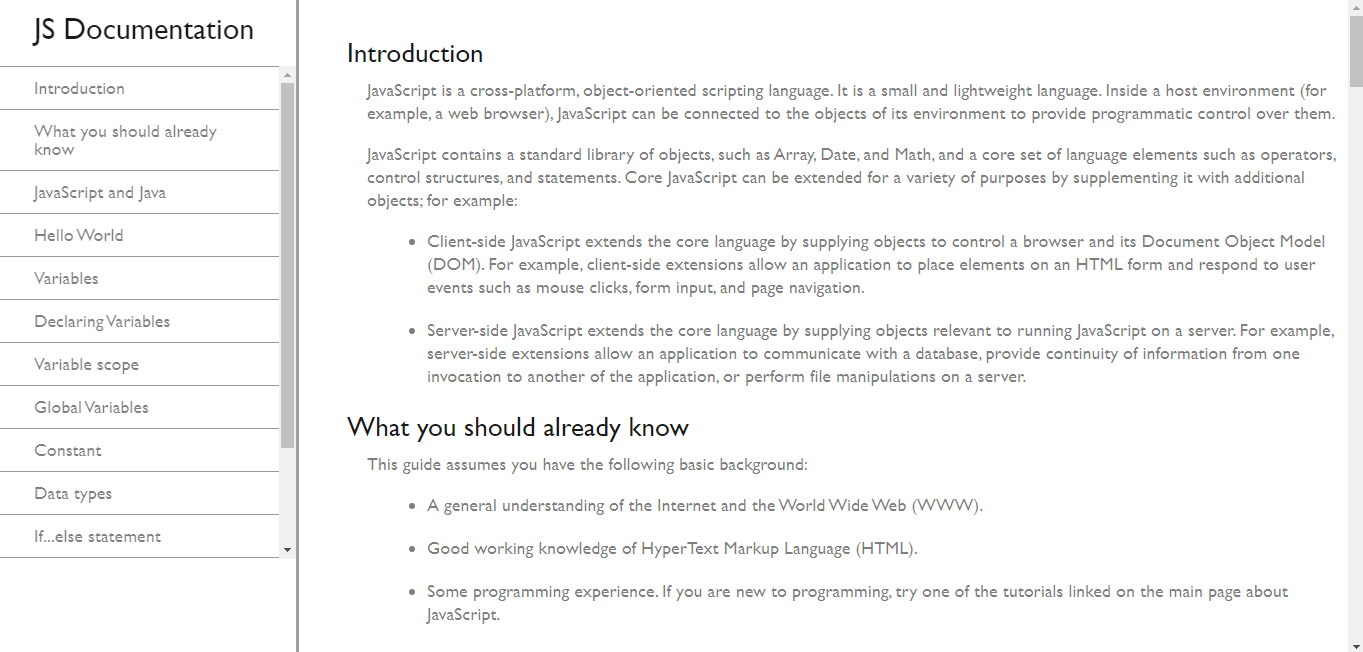 JS Documentation
Introduction
What you should already
know
JavaScript and Java
Hello World
Variables
Declaring Variables
Variable scope
Global Variables
Constant
Data types
If...else statement
Introduction
JavaScript is a cross-platform, object-oriented scripting language. It is a small and lightweight language. Inside a host environment (for
example, a web browser), JavaScript can be connected to the objects of its environment to provide programmatic control over them.
JavaScript contains a standard library of objects, such as Array, Date, and Math, and a core set of language elements such as operators,
control structures, and statements. Core JavaScript can be extended for a variety of purposes by supplementing it with additional
objects; for example:
• Client-side JavaScript extends the core language by supplying objects to control a browser and its Document Object Model
(DOM). For example, client-side extensions allow an application to place elements on an HTML form and respond to user
events such as mouse clicks, form input, and page navigation.
• Server-side JavaScript extends the core language by supplying objects relevant to running JavaScript on a server. For example,
server-side extensions allow an application to communicate with a database, provide continuity of information from one
invocation to another of the application, or perform file manipulations on a server.
What you should already know
This guide assumes you have the following basic background:
• A general understanding of the Internet and the World Wide Web (WWW).
• Good working knowledge of HyperText Markup Language (HTML).
• Some programming experience. If you are new to programming, try one of the tutorials linked on the main page about
JavaScript.